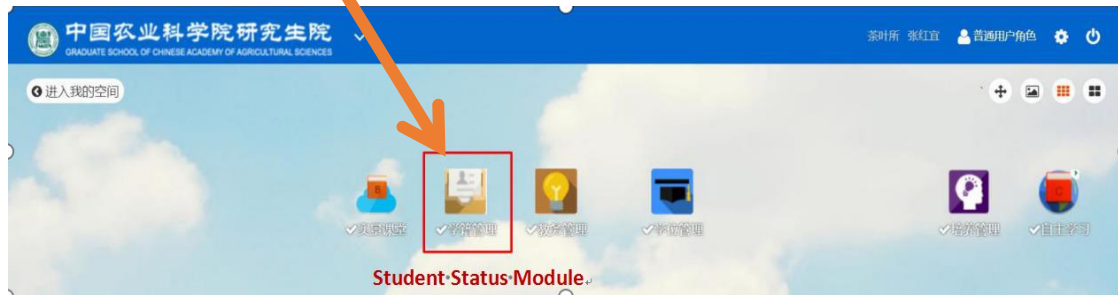 中国农业科学院研究生院
GRADUATE SCHOOL OF CHINESE ACADEMY OF AGRICULTURAL SCIENCES
茶叶所 张红宜 普通用户角色
进入我的空间
B
C
学籍管理
教务管理
学位管理
培养管理
自主学习
Student Status Module